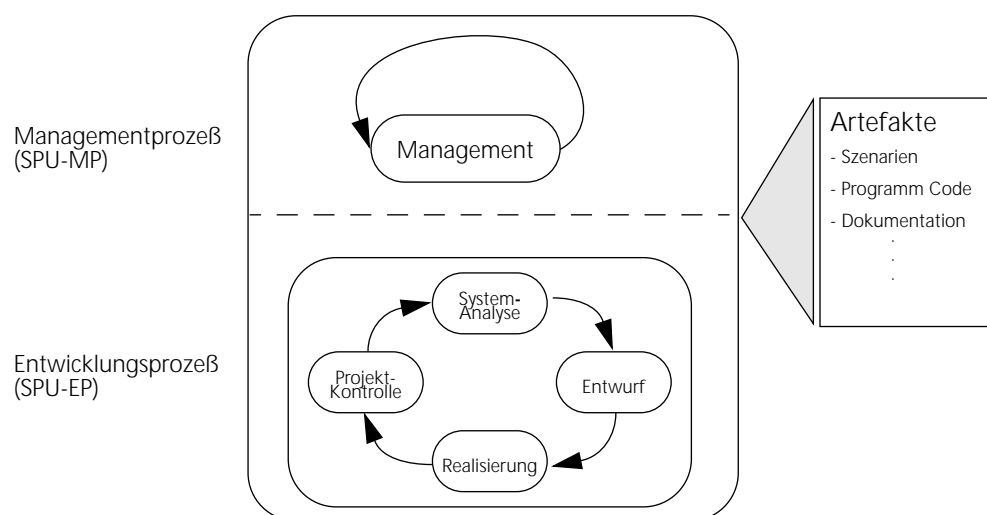 Managementprozeß
(SPU-MP)
Management
Artefakte
- Szenarien
- Programm Code
- Dokumentation
.
.
.
Entwicklungsprozeß
(SPU-EP)
System-
Analyse
Projekt-
Kontrolle
Entwurf
Realisierung